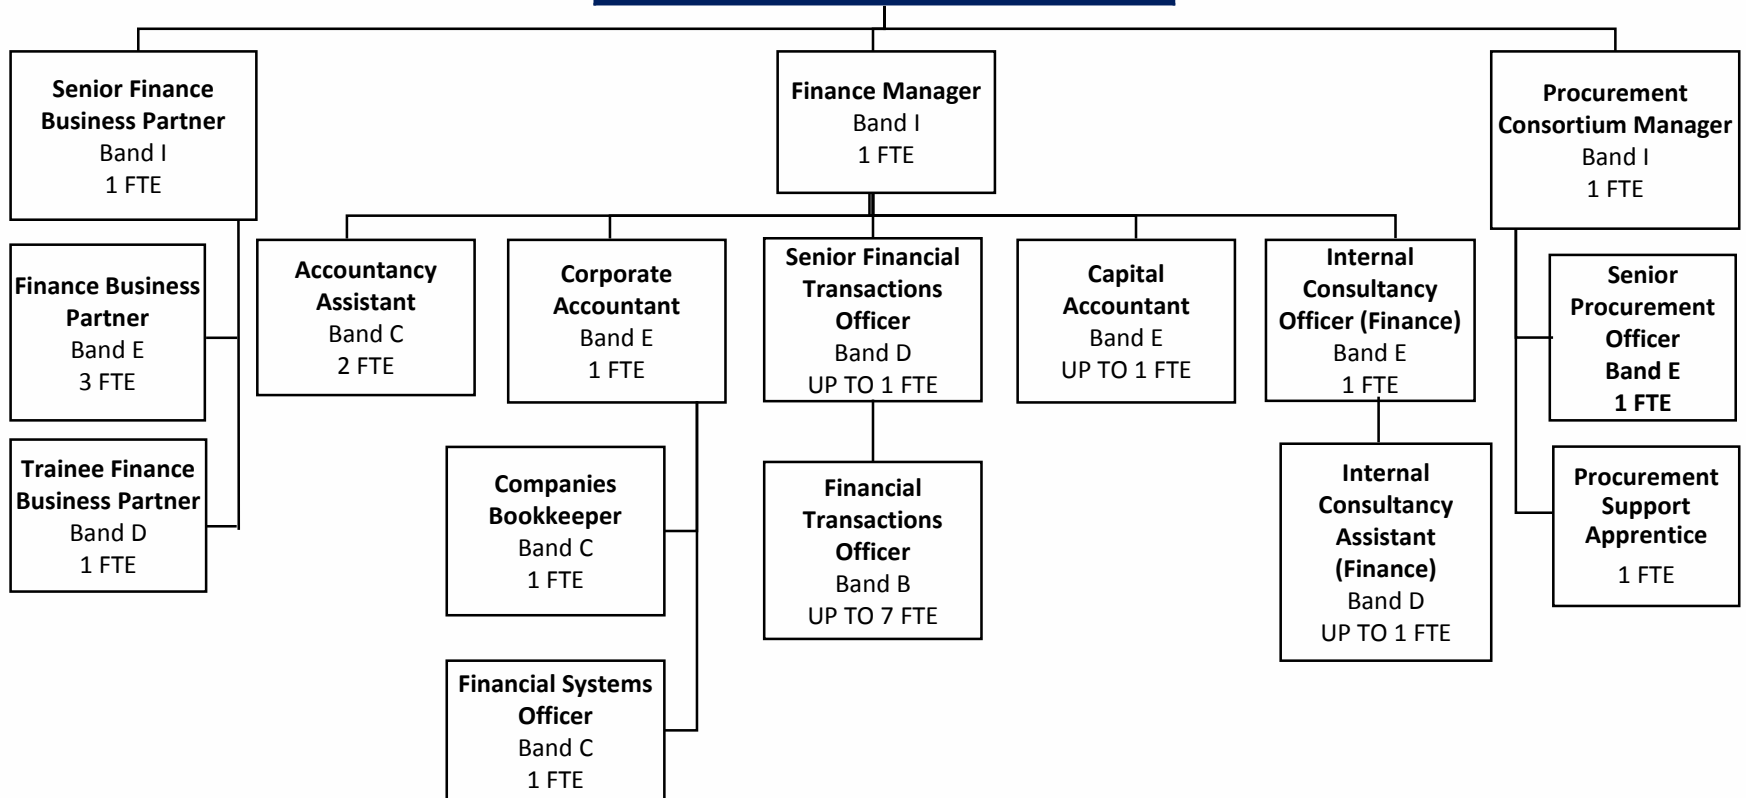 Senior Finance
Business Partner
Band I
1 FTE
Finance Manager
Band I
1 FTE
Procurement
Consortium Manager
Band I
1 FTE
Finance Business
Partner
Band E
3 FTE
Trainee Finance
Business Partner
Band D
1 FTE
Accountancy
Assistant
Band C
2 FTE
Corporate
Accountant
Band E
1 FTE
Companies
Bookkeeper
Band C
1 FTE
Financial Systems
Officer
Band C
1 FTE
Senior Financial
Transactions
Officer
Band D
UP TO 1 FTE
Financial
Transactions
Officer
Band B
UP TO 7 FTE
Capital
Accountant
Band E
UP TO 1 FTE
Internal
Consultancy
Officer (Finance)
Band E
1 FTE
Internal
Consultancy
Assistant
(Finance)
Band D
UP TO 1 FTE
Senior
Procurement
Officer
Band E
1 FTE
Procurement
Support
Apprentice
1 FTE